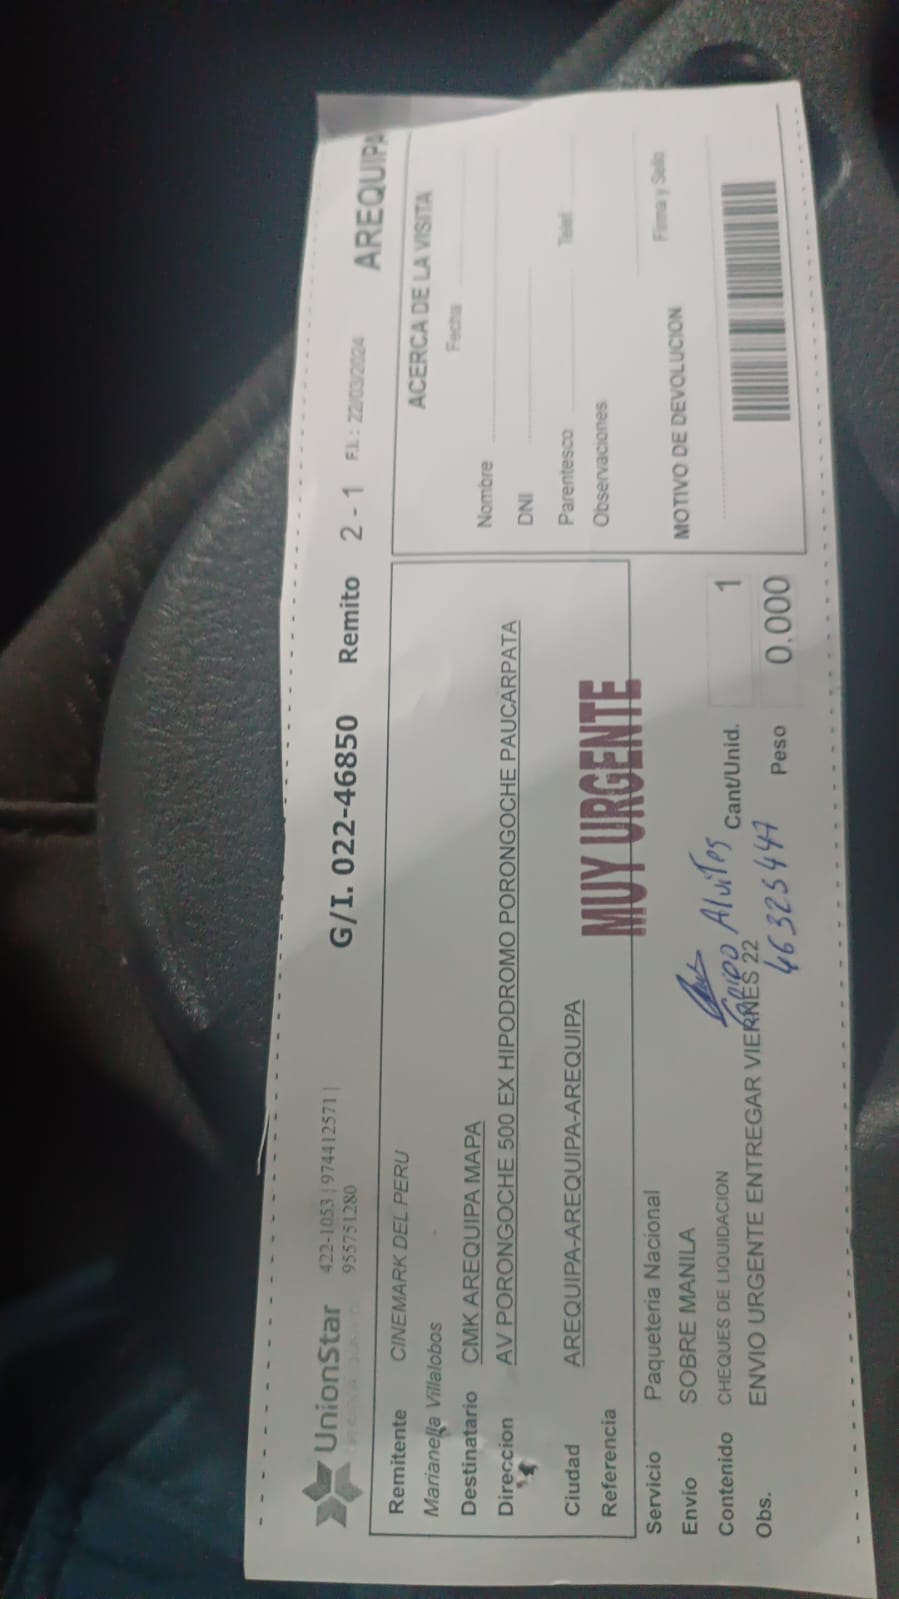 UnionStar
422-1053 | 974412571 |
955751280
G/I. 022-46850 Remito 2 - 1 F.I.: 22/03/2024 AREQUIPA
Remitente CINEMARK DEL PERU
Marianella Villalobos
Destinatario CMK AREQUIPA MAPA
Direccion AV PORONGOCHE 500 EX HIPODROMO PORONGOCHE PAUCARPATA
Ciudad AREQUIPA-AREQUIPA-AREQUIPA
Referencia
MUY URGENTE
Servicio Paqueteria Nacional
Envío SOBRE MANILA
Contenido CHEQUES DE LIQUIDACION
Obs. ENVIO URGENTE ENTREGAR VIERNES 22
Alvites
46325447
Cant/Unid. 1
Peso 0.000
ACERCA DE LA VISITA
Fecha
Nombre
DNI
Parentesco Telef
Observaciones
Firma y Sello
MOTIVO DE DEVOLUCION